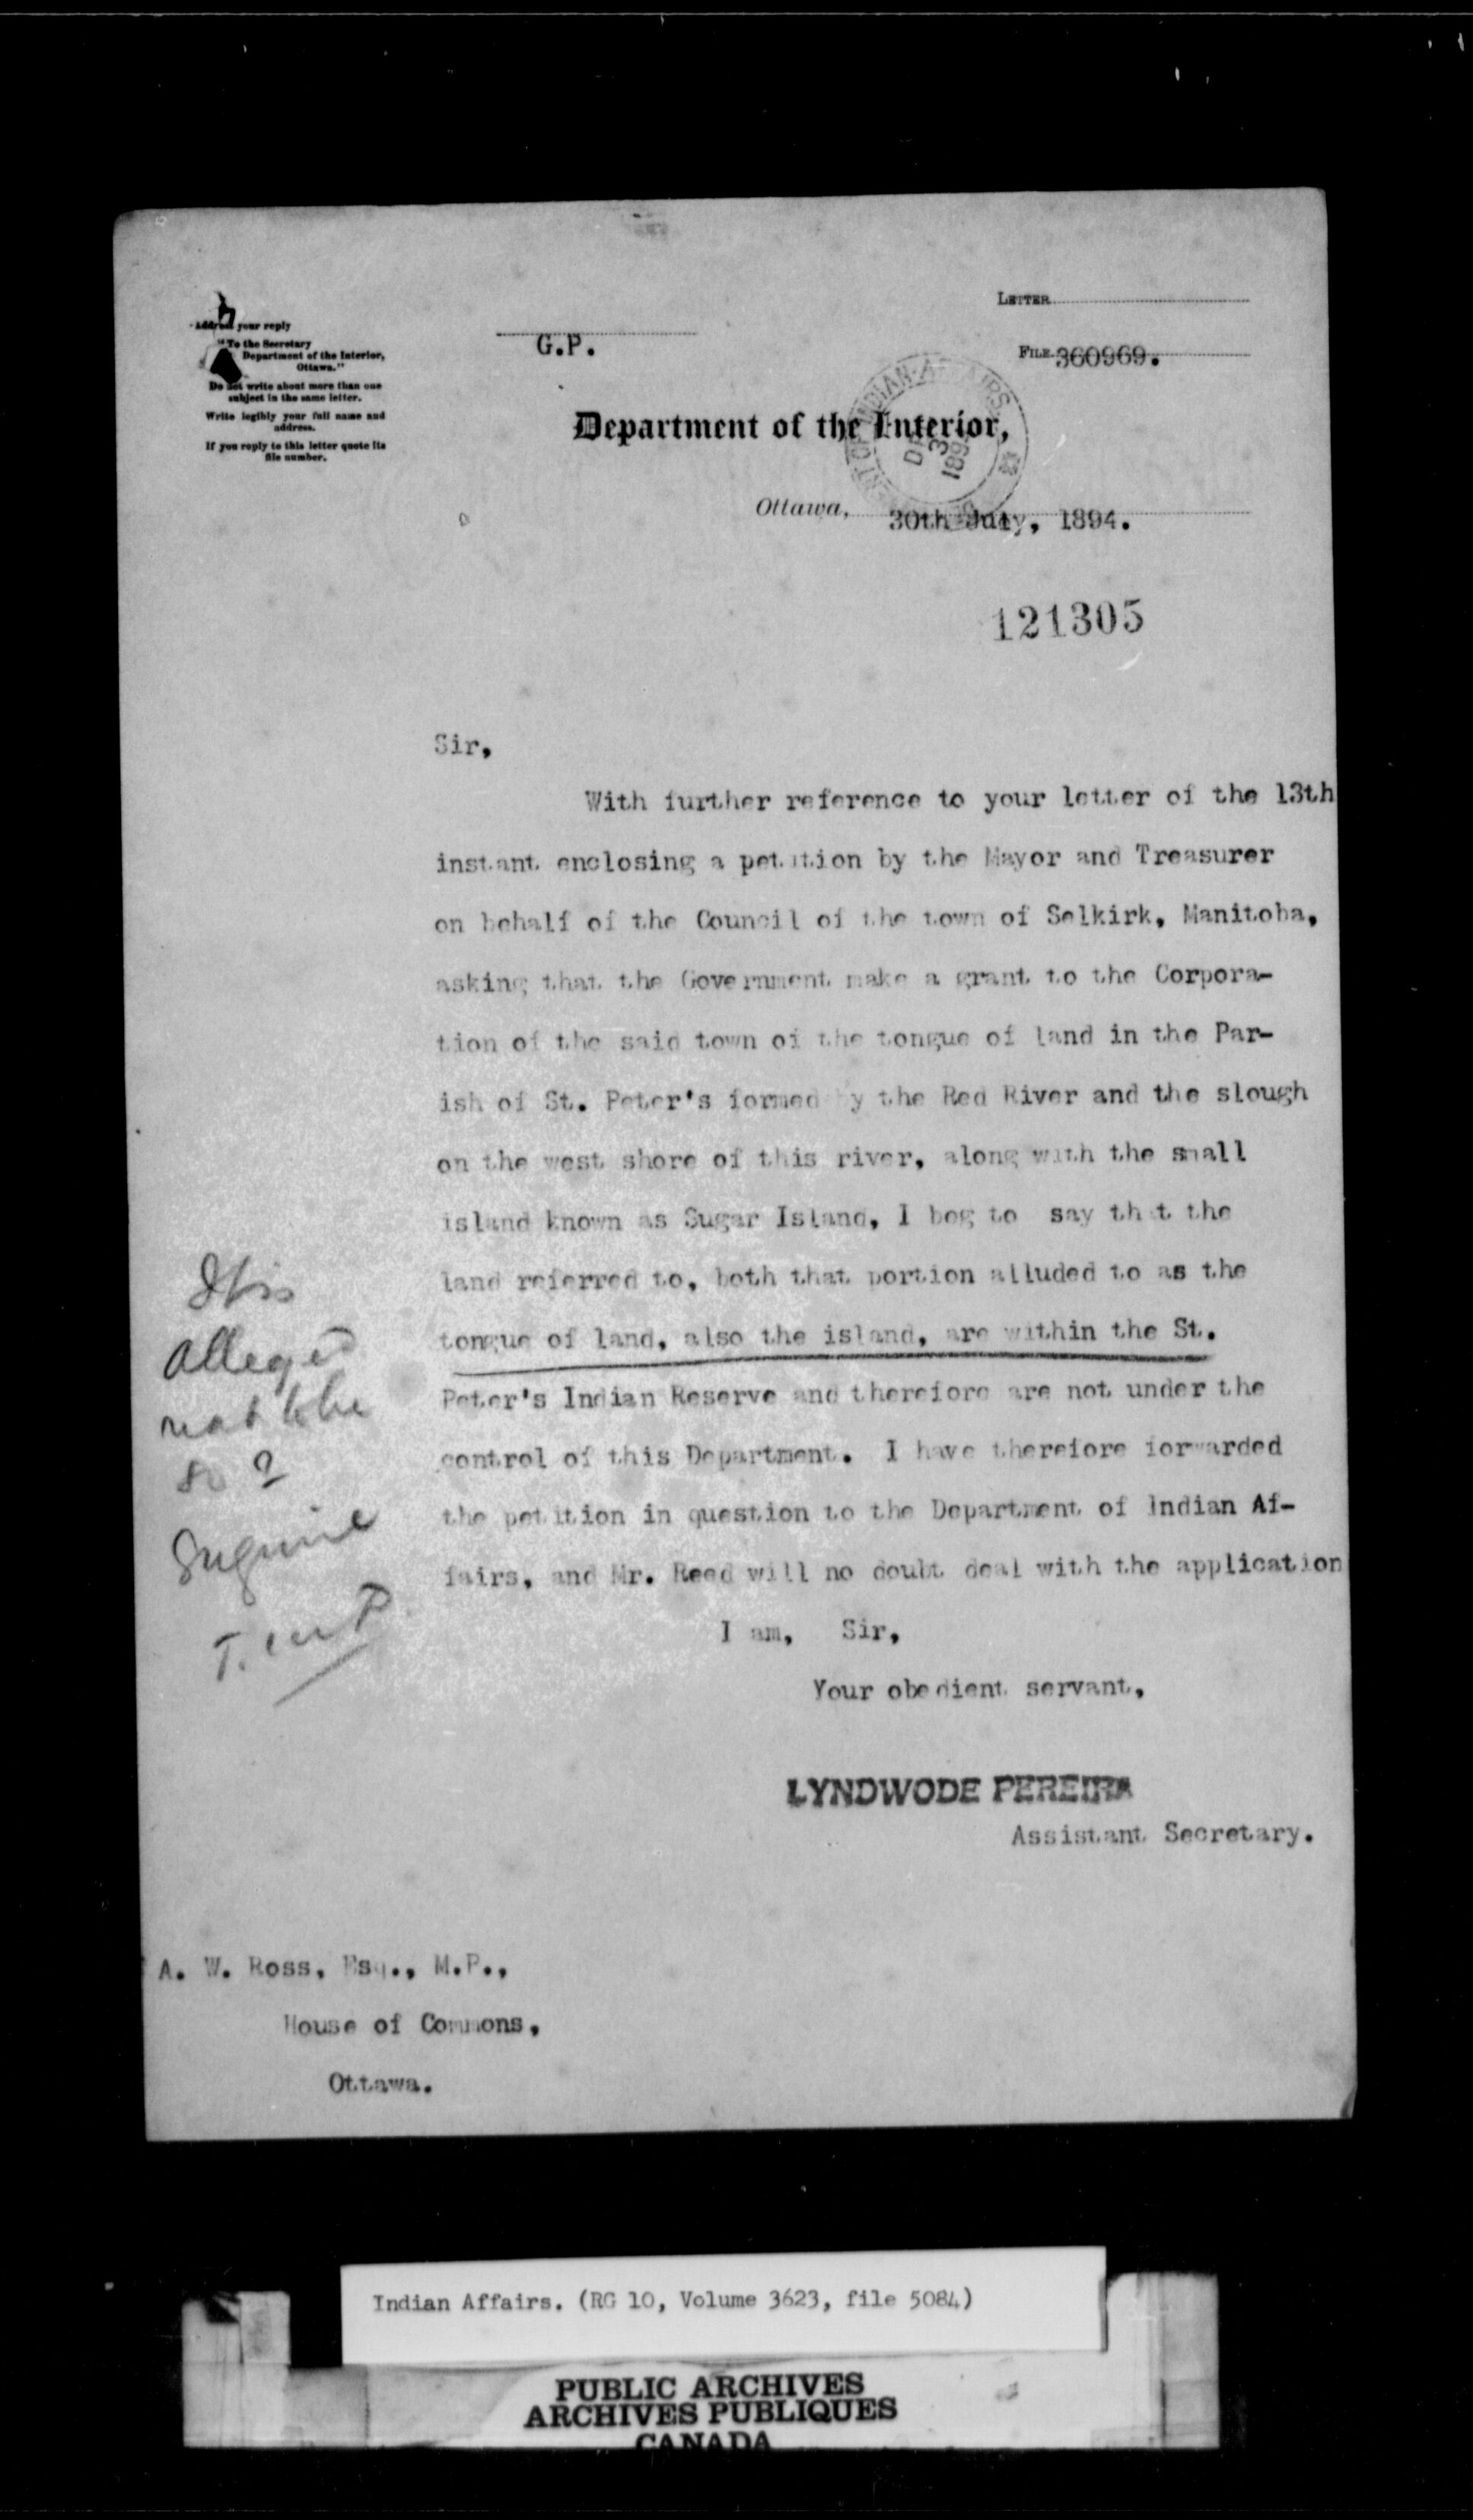 LETTER
Address your reply
"To the Secretary
Department of the Interior,
Ottawa."
Do not write about more than one
subject in the same letter.
Write legibly your full name and
address.
If you reply to this letter quote its
file number.
G.P.
FILE 360969.
Department of the Interior,
Ottawa, 30th July, 1894.
121305
Sir,
With further reference to your letter of the 13th
instant enclosing a petition by the Mayor and Treasurer
on behalf of the Council of the town of Selkirk, Manitoba,
asking that the Government make a grant to the Corpora-
tion of the said town of the tongue of land in the Par-
ish of St. Peter's formed by the Red River and the slough
on the west shore of this river, along with the small
island known as Sugar Island, I beg to say that the
land referred to, both that portion alluded to as the
tongue of land, also the island, are within the St.
Peter's Indian Reserve and therefore are not under the
control of this Department. I have therefore forwarded
the petition in question to the Department of Indian Af-
fairs, and Mr. Reed will no doubt deal with the application
It is
alleged
not to be
so ?
Enquire
I am, Sir,
Your obedient servant,
LYNDWODE PEREIRA
Assistant Secretary.
A. W. Ross, Esq., M.P.,
House of Commons,
Ottawa.
Indian Affairs. (RG 10, Volume 3623, file 5084)
PUBLIC ARCHIVES
ARCHIVES PUBLIQUES
CANADA